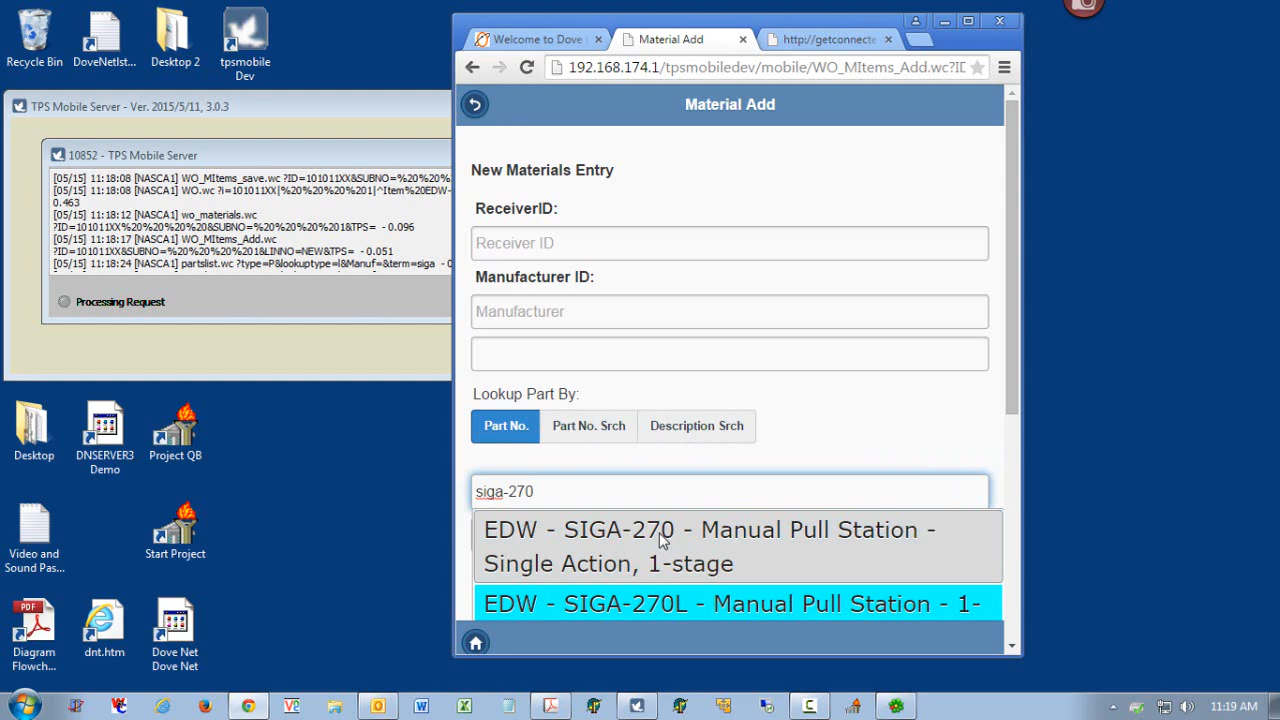 Recycle Bin
DoveNetIst...
Desktop 2
tpsmobile
Dev
TPS Mobile Server - Ver. 2015/5/11, 3.0.3
10852 - TPS Mobile Server
[05/15] 11:18:08 [NASCA1] WO_MItems_save.wc ?ID=101011XX&SUBNO=%20%20%
[05/15] 11:18:08 [NASCA1] WO.wc ?i=101011XX|%20%20%20%201|^Item%20EDW-
0.463
[05/15] 11:18:12 [NASCA1] wo_materials.wc
?ID=101011XX%20%20%20%20&SUBNO=%20%20%20%201&TPS= - 0.096
[05/15] 11:18:17 [NASCA1] WO_MItems_Add.wc
?ID=101011XX&SUBNO=%20%20%20%201&LINNO=NEW&TPS= - 0.051
[05/15] 11:18:24 [NASCA1] partslist.wc ?type=P&lookuptype=l&Manuf=&term=siga - 0
Processing Request
Desktop
DNSERVER3
Demo
Project QB
Video and
Sound Pas...
Start Project
Diagram
Flowch...
dnt.htm
Dove Net
Dove Net
Welcome to Dove
Material Add
http://getconnecte
192.168.174.1/tpsmobiledev/mobile/WO_MItems_Add.wc?ID
Material Add
New Materials Entry
ReceiverID:
Receiver ID
Manufacturer ID:
Manufacturer
Lookup Part By:
Part No.
Part No. Srch
Description Srch
siga-270
EDW - SIGA-270 - Manual Pull Station -
Single Action, 1-stage
EDW - SIGA-270L - Manual Pull Station - 1-
11:19 AM